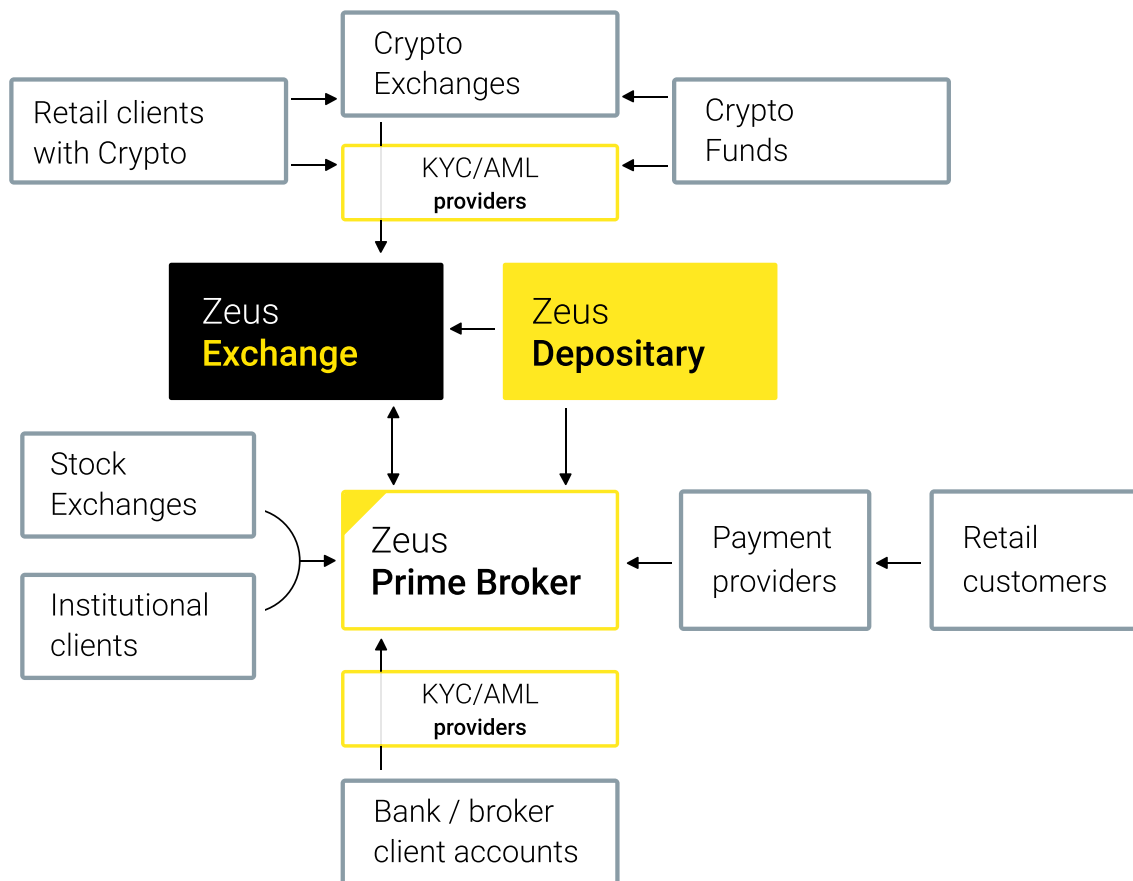 Crypto
Exchanges
Retail clients
with Crypto
Crypto
Funds
KYC/AML
providers
Zeus
Exchange
Zeus
Depositary
Stock
Exchanges
Institutional
clients
Zeus
Prime Broker
Payment
providers
Retail
customers
KYC/AML
providers
Bank / broker
client accounts